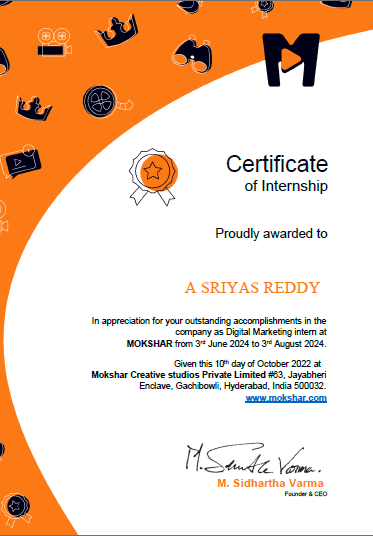 Certificate
of Internship
Proudly awarded to
A SRIYAS REDDY
In appreciation for your outstanding accomplishments in the
company as Digital Marketing intern at
MOKSHAR from 3rd June 2024 to 3rd August 2024.
Given this 10th day of October 2022 at
Mokshar Creative studios Private Limited #63, Jayabheri
Enclave, Gachibowli, Hyderabad, India 500032.
www.mokshar.com
M. Sidhartha Varma
Founder & CEO